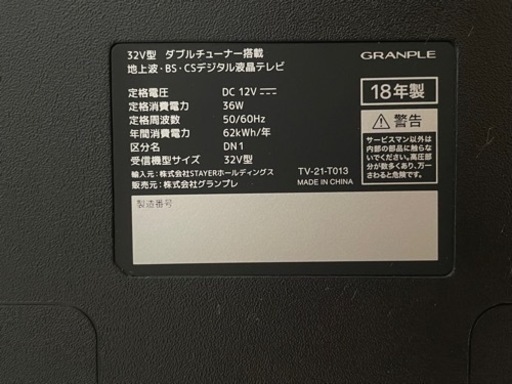 32V型 ダブルチューナー搭載
地上波・BS・CSデジタル液晶テレビ
GRANPLE
定格電圧 DC 12V ⎓
定格消費電力 36W
定格周波数 50/60Hz
年間消費電力 62kWh/年
区分名 DN1
受信機型サイズ 32V型
18年製
⚠警告
サービスマン以外は
内部の部品に触らな
いでください。高圧部
分が数多くあり、万一
さわると危険です。
輸入元:株式会社STAYERホールディングス
販売元:株式会社グランプレ
TV-21-T013
MADE IN CHINA
製造番号